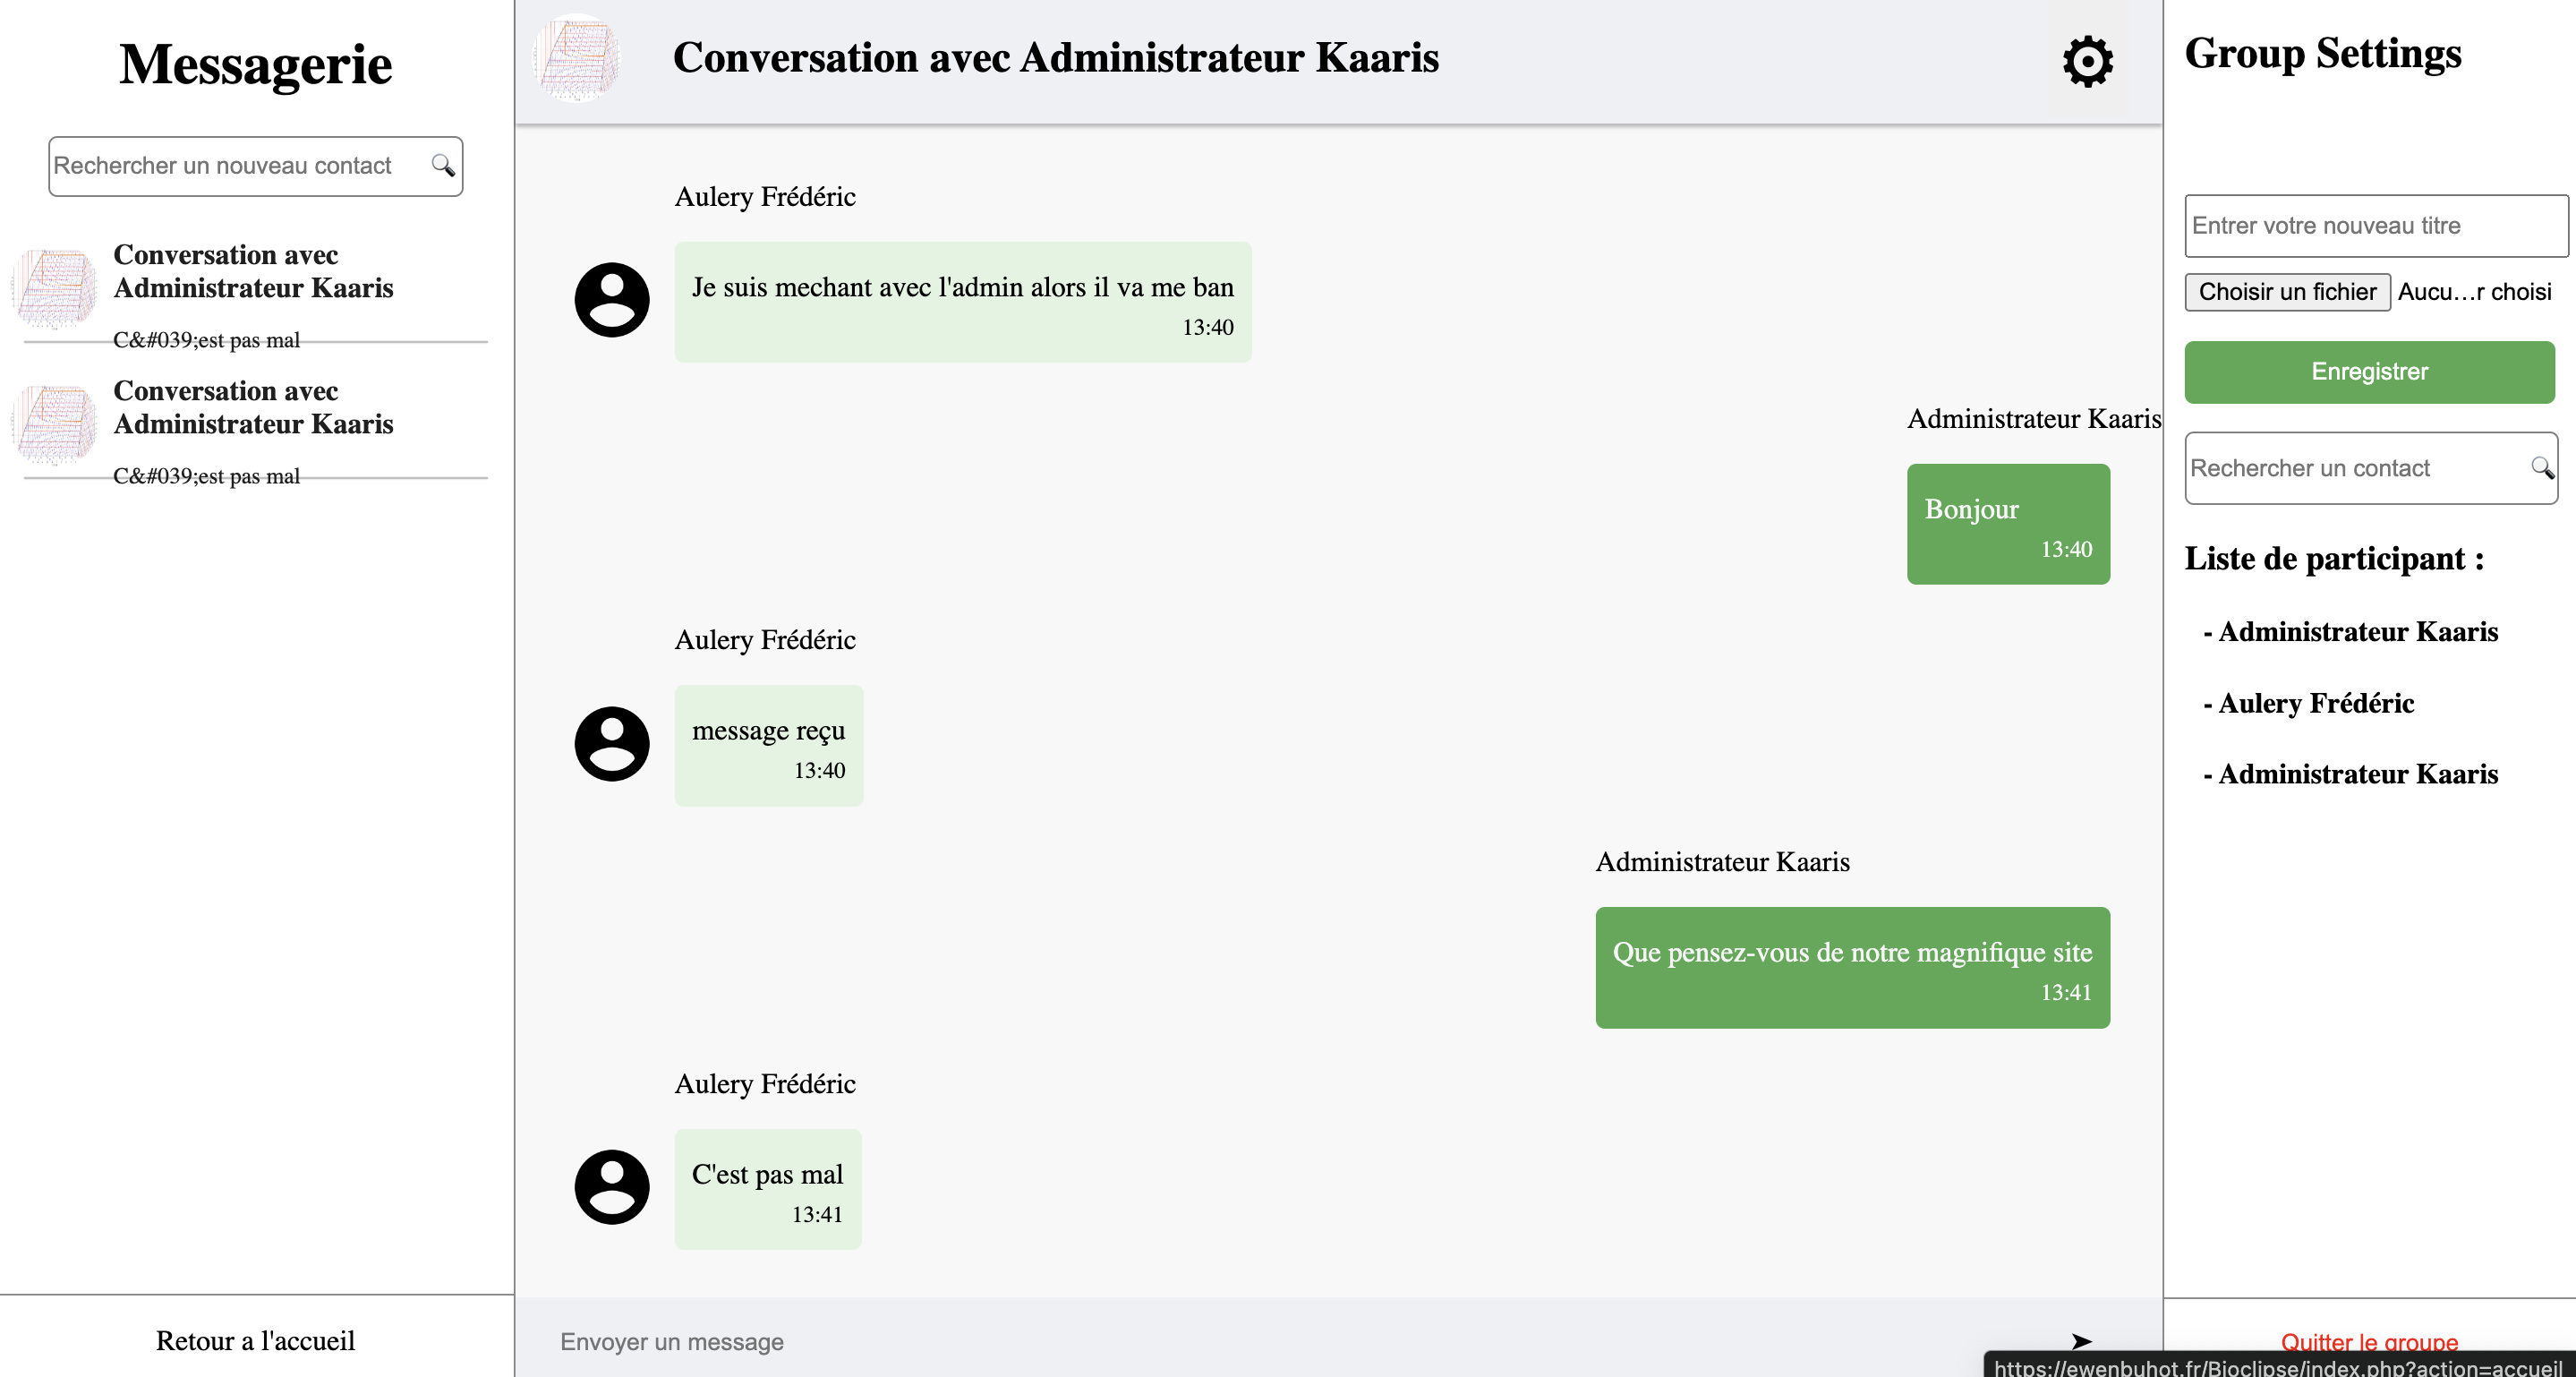 Messagerie
Rechercher un nouveau contact
Conversation avec
Administrateur Kaaris
C&#039;est pas mal
Conversation avec
Administrateur Kaaris
C&#039;est pas mal
Retour a l'accueil
Conversation avec Administrateur Kaaris
Aulery Frédéric
Je suis mechant avec l'admin alors il va me ban
13:40
Administrateur Kaaris
Bonjour
13:40
Aulery Frédéric
message reçu
13:40
Administrateur Kaaris
Que pensez-vous de notre magnifique site
13:41
Aulery Frédéric
C'est pas mal
13:41
Envoyer un message
Group Settings
Entrer votre nouveau titre
Choisir un fichier Aucu...r choisi
Enregistrer
Rechercher un contact
Liste de participant :
- Administrateur Kaaris
- Aulery Frédéric
- Administrateur Kaaris
Quitter le groupe
https://ewenbuhot.fr/Bioclipse/index.php?action=accueil